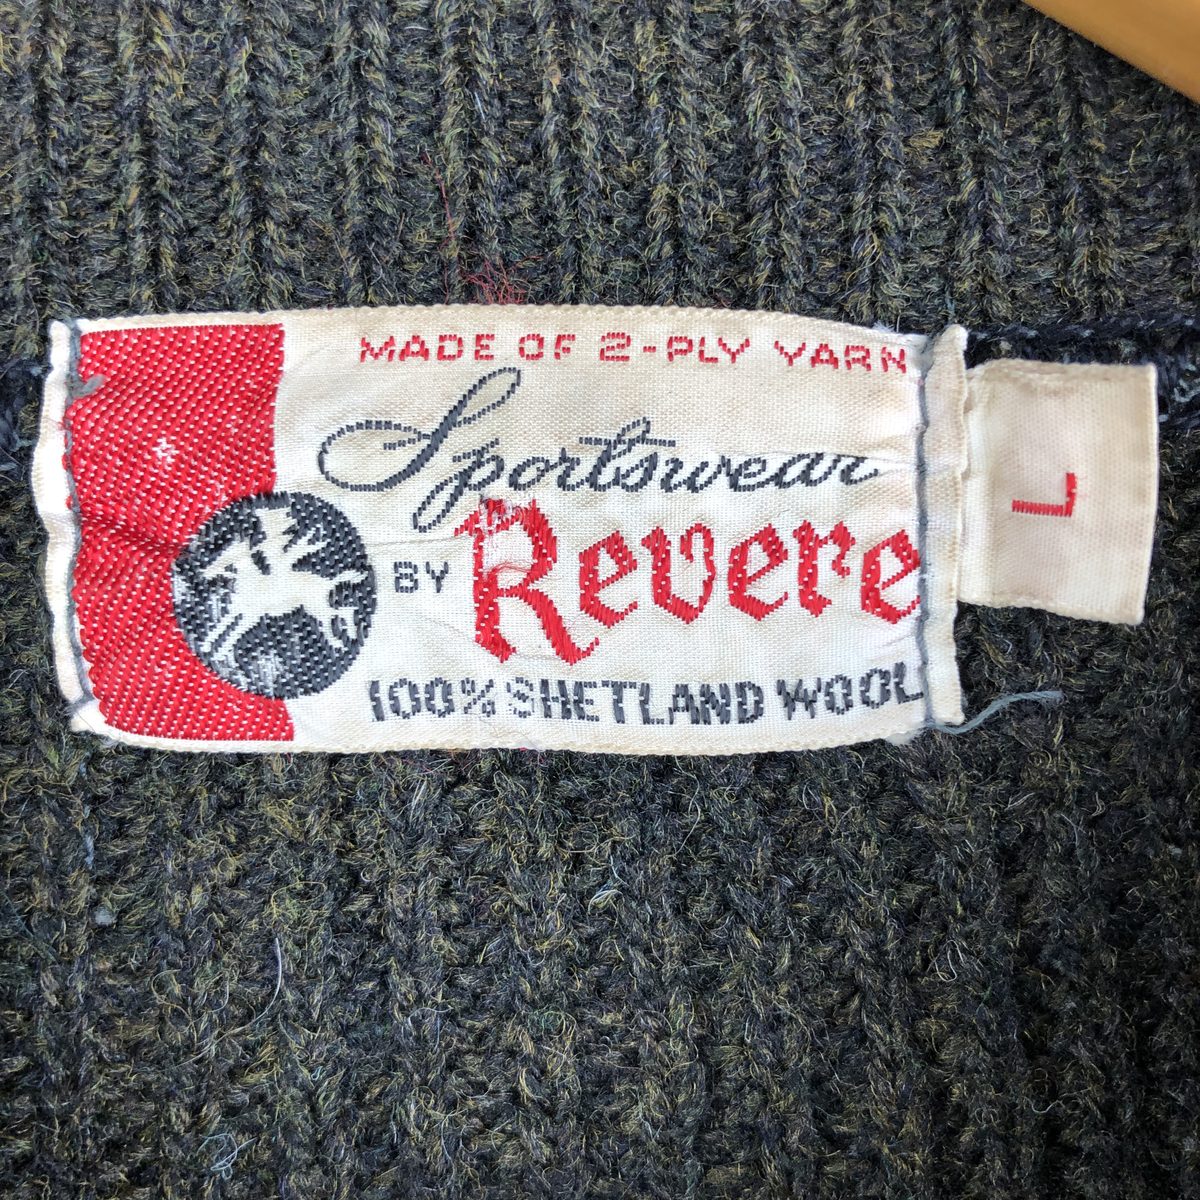 MADE OF 2-PLY YARN
Sportswear
BY Revere
100% SHETLAND WOOL
L